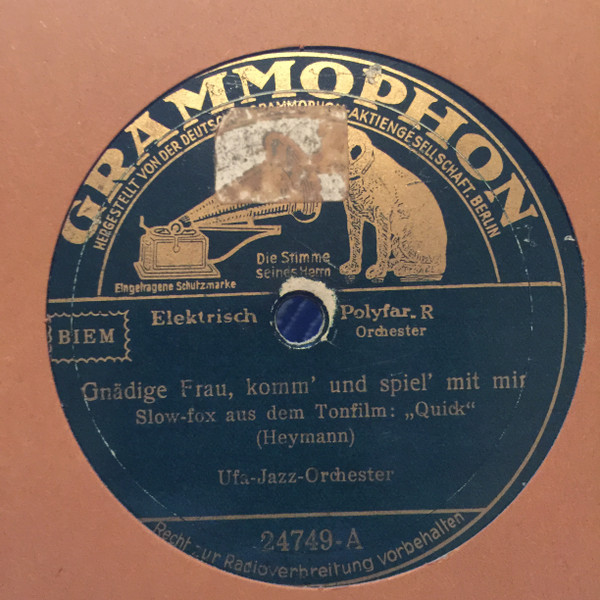 GRAMMOPHON
HERGESTELLT VON DER DEUTSCHEN GRAMMOPHON-AKTIENGESELLSCHAFT, BERLIN
Die Stimme
seines Herrn
Eingetragene Schutzmarke
BIEM
Elektrisch
Polyfar_R
Orchester
Gnädige Frau, komm' und spiel' mit mir
Slow-fox aus dem Tonfilm: „Quick“
(Heymann)
Ufa-Jazz-Orchester
24749-A
Recht zur Radioverbreitung vorbehalten